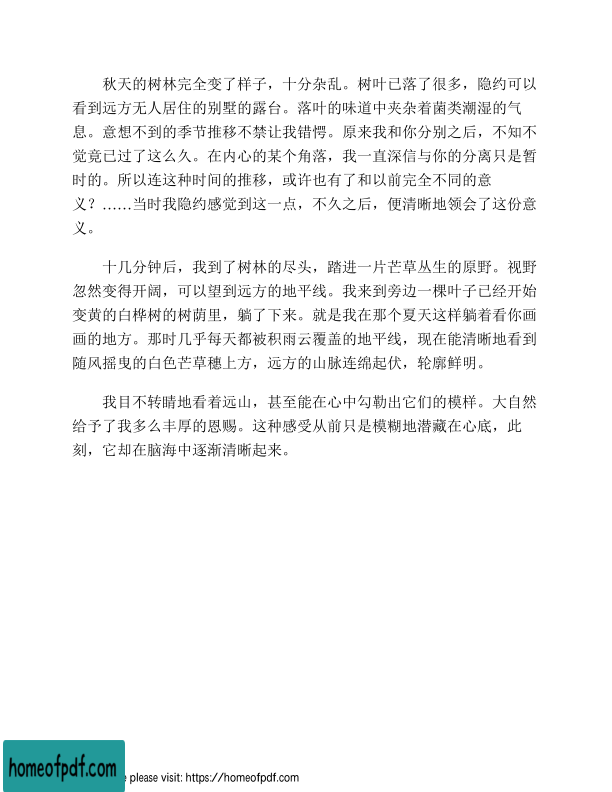 秋天的树林完全变了样子，十分杂乱。树叶已落了很多，隐约可以
看到远方无人居住的别墅的露台。落叶的味道中夹杂着菌类潮湿的气
息。意想不到的季节推移不禁让我错愕。原来我和你分别之后，不知不
觉竟已过了这么久。在内心的某个角落，我一直深信与你的分离只是暂
时的。所以连这种时间的推移，或许也有了和以前完全不同的意
义？……当时我隐约感觉到这一点，不久之后，便清晰地领会了这份意
义。
十几分钟后，我到了树林的尽头，踏进一片芒草丛生的原野。视野
忽然变得开阔，可以望到远方的地平线。我来到旁边一棵叶子已经开始
变黄的白桦树的树荫里，躺了下来。就是我在那个夏天这样躺着看你画
画的地方。那时几乎每天都被积雨云覆盖的地平线，现在能清晰地看到
随风摇曳的白色芒草穗上方，远方的山脉连绵起伏，轮廓鲜明。
我目不转睛地看着远山，甚至能在心中勾勒出它们的模样。大自然
给予了我多么丰厚的恩赐。这种感受从前只是模糊地潜藏在心底，此
刻，它却在脑海中逐渐清晰起来。
homeofpdf.com
e please visit: https://homeofpdf.com